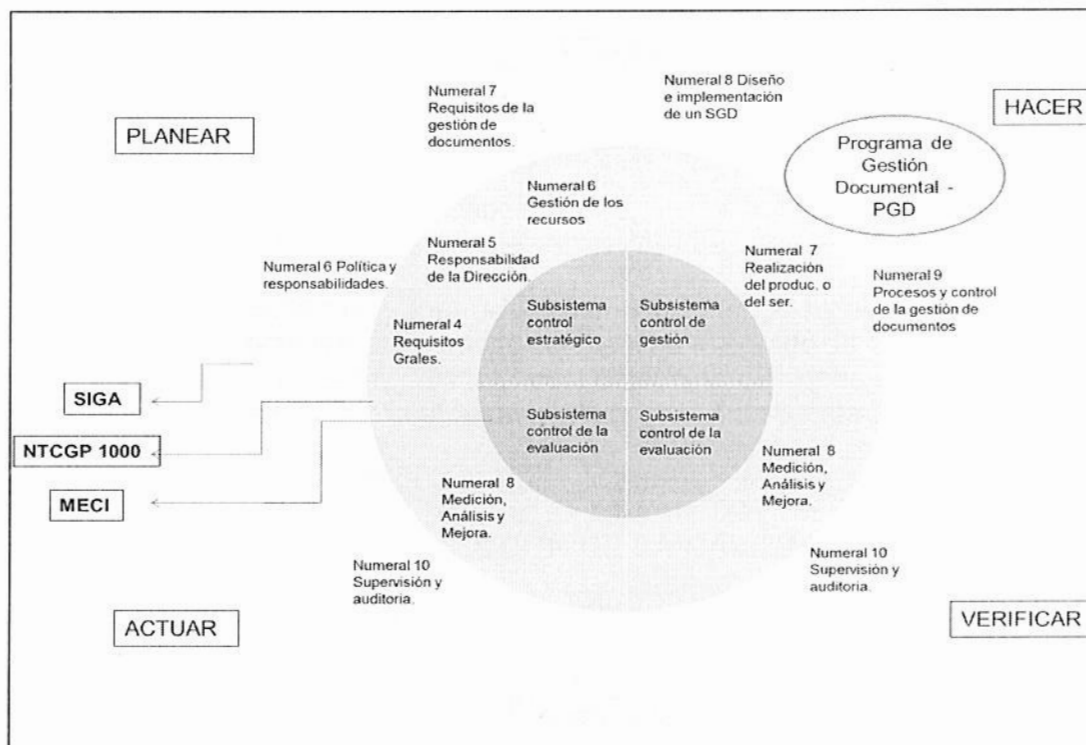 PLANEAR
Numeral 7
Requisitos de la
gestión de
documentos.
Numeral 8 Diseño
e implementación
de un SGD
HACER
Programa de
Gestión
Documental -
PGD
Numeral 6
Gestión de los
recursos
Numeral 5
Responsabilidad
de la Dirección.
Numeral 6 Política y
responsabilidades.
Numeral 7
Realización
del produc. o
del ser.
Numeral 9
Procesos y control
de la gestión de
documentos
Numeral 4
Requisitos
Grales.
Subsistema
control
estratégico
Subsistema
control de
gestión
SIGA
NTCGP 1000
MECI
Subsistema
control de la
evaluación
Subsistema
control de la
evaluación
Numeral 8
Medición,
Análisis y
Mejora.
Numeral 8
Medición,
Análisis y
Mejora.
Numeral 10
Supervisión y
auditoria.
Numeral 10
Supervisión y
auditoria.
ACTUAR
VERIFICAR